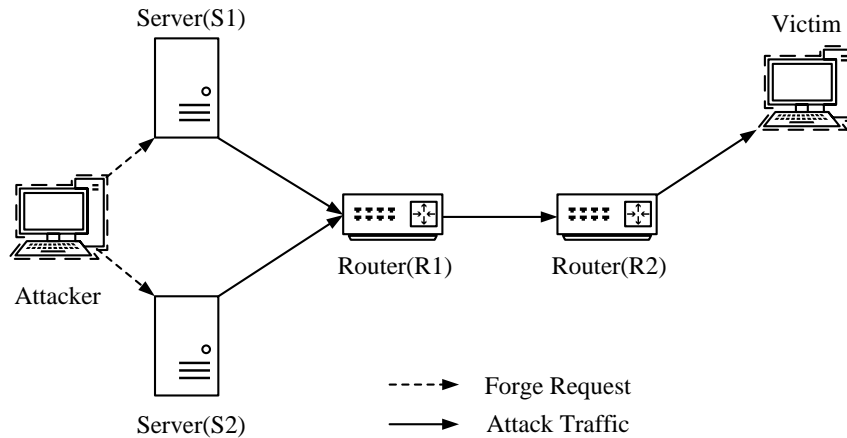 Server(S1)
Victim
Router(R1)
Router(R2)
Attacker
Forge Request
Server(S2)
Attack Traffic